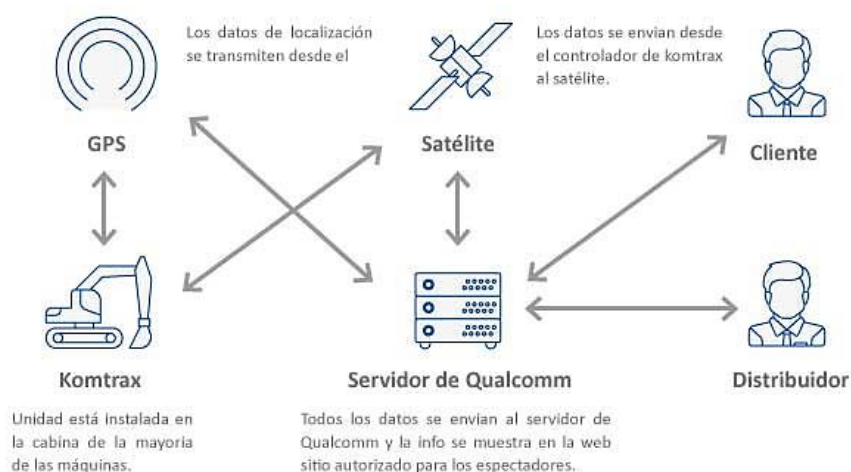 Los datos de localización
se transmiten desde el
Los datos se envian desde
el controlador de komtrax
al satélite.
GPS
Satélite
Cliente
Komtrax
Servidor de Qualcomm
Distribuidor
Unidad está instalada en
la cabina de la mayoria
de las máquinas.
Todos los datos se envian al servidor de
Qualcomm y la info se muestra en la web
sitio autorizado para los espectadores.